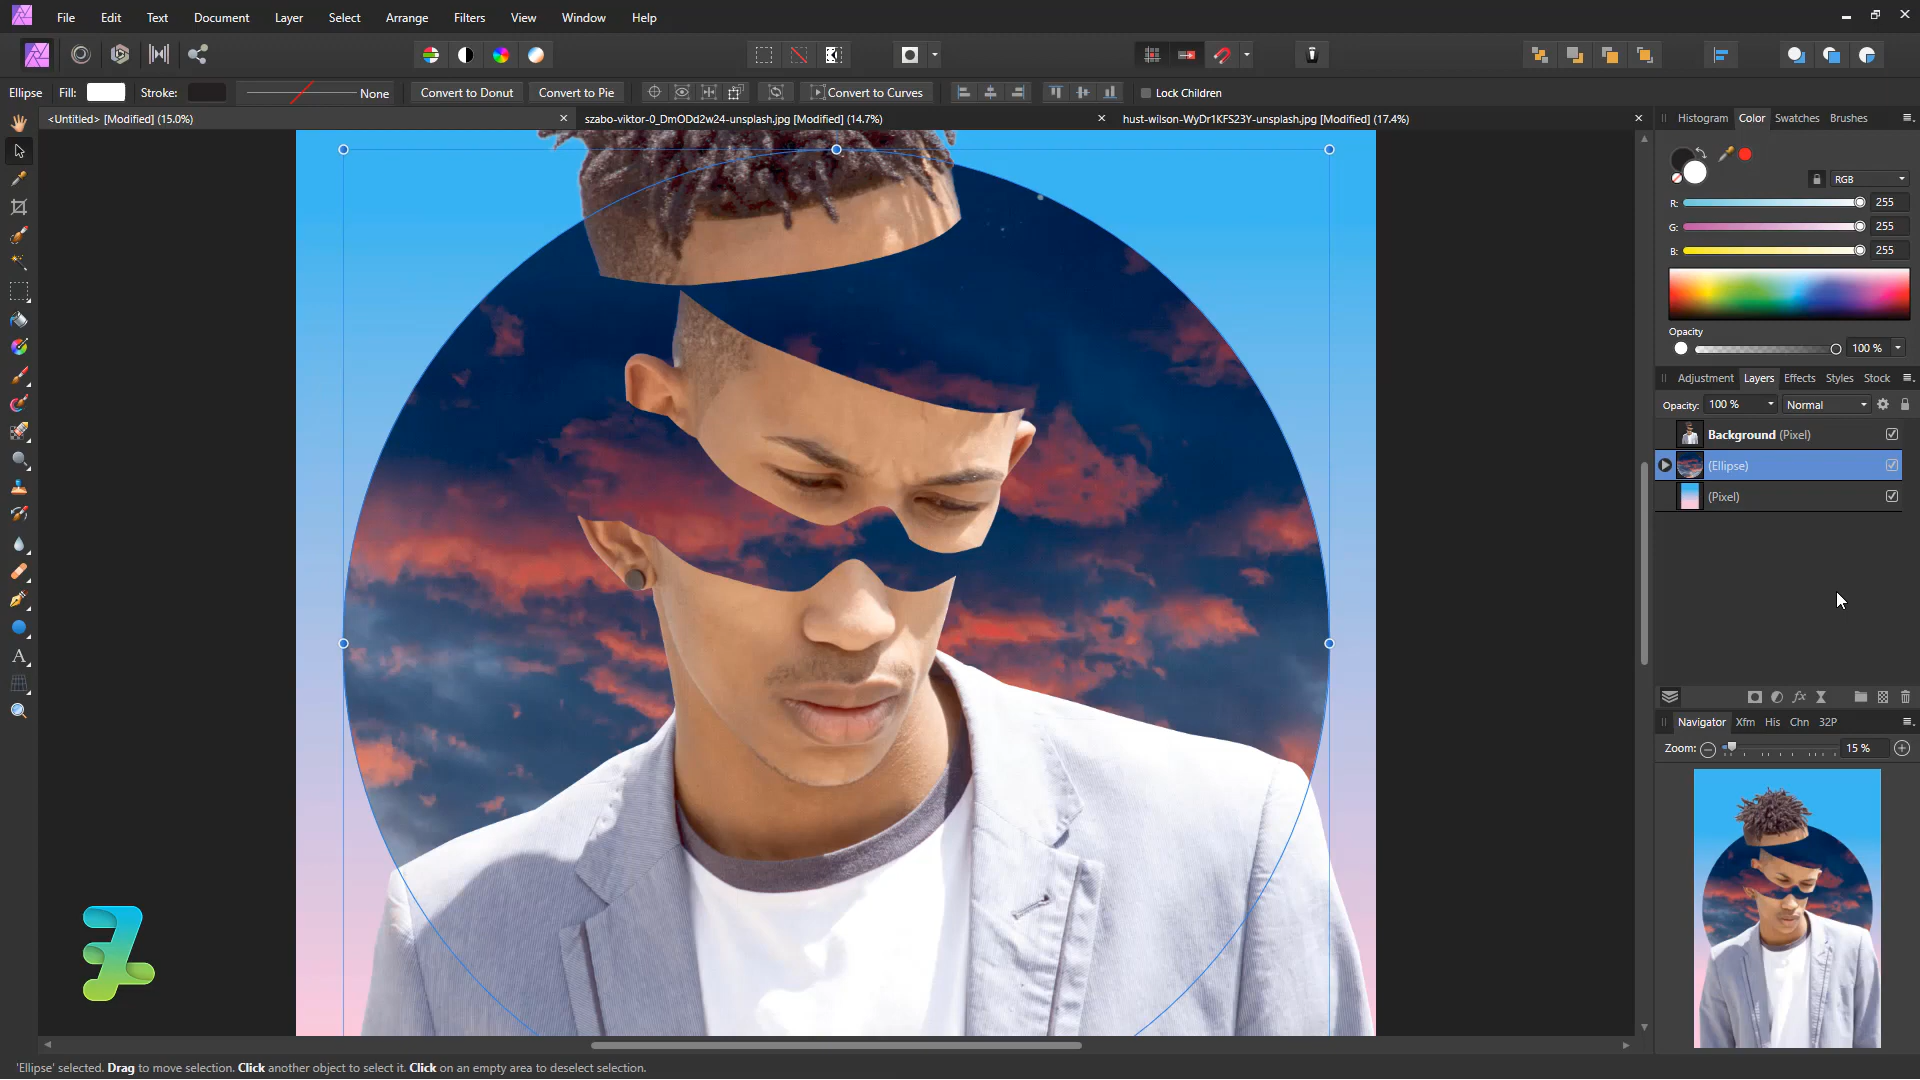 File Edit Text Document Layer Select Arrange Filters View Window Help
Ellipse Fill: Stroke: None Convert to Donut Convert to Pie Convert to Curves Lock Children
<Untitled> [Modified] (15.0%) szabo-viktor-0_DmODd2w24-unsplash.jpg [Modified] (14.7%) hust-wilson-WyDr1KFS23Y-unsplash.jpg [Modified] (17.4%)
Histogram Color Swatches Brushes
RGB
R: 255
G: 255
B: 255
Opacity
100 %
Adjustment Layers Effects Styles Stock
Opacity: 100 % Normal
Background (Pixel)
(Ellipse)
(Pixel)
fx
Navigator Xfm His Chn 32P
Zoom: 15 %
A
'Ellipse' selected. Drag to move selection. Click another object to select it. Click on an empty area to deselect selection.